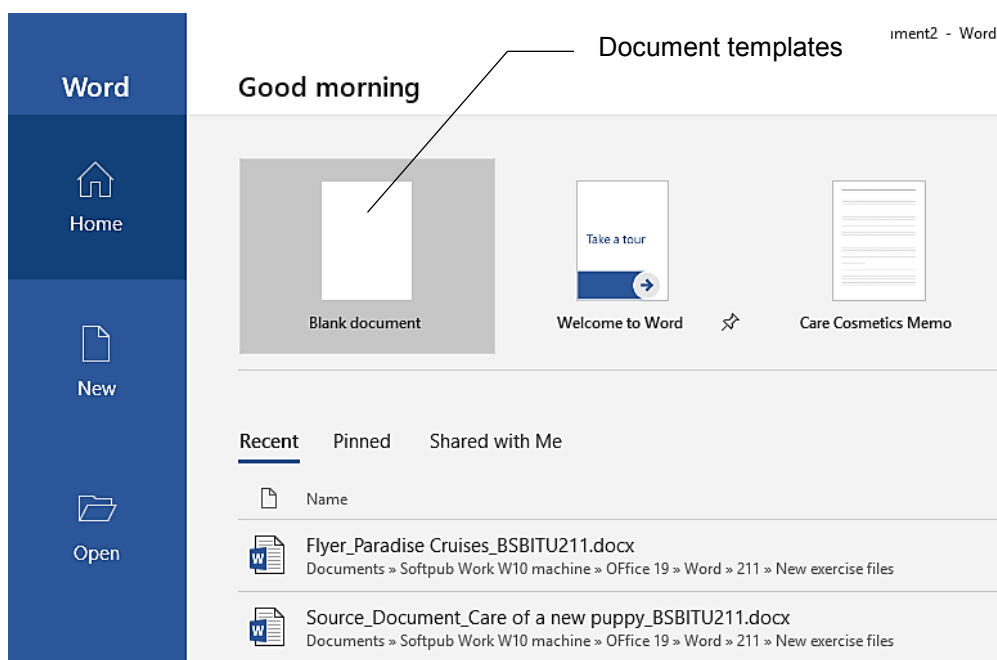 Document templates
ument2 - Word
Word
Good morning
Home
Take a tour
Blank document
Welcome to Word
Care Cosmetics Memo
New
Recent
Pinned
Shared with Me
Name
Open
Flyer_Paradise Cruises_BSBITU211.docx
Documents » Softpub Work W10 machine » OFfice 19 » Word » 211 » New exercise files
Source_Document_Care of a new puppy_BSBITU211.docx
Documents » Softpub Work W10 machine » OFfice 19 » Word » 211 » New exercise files